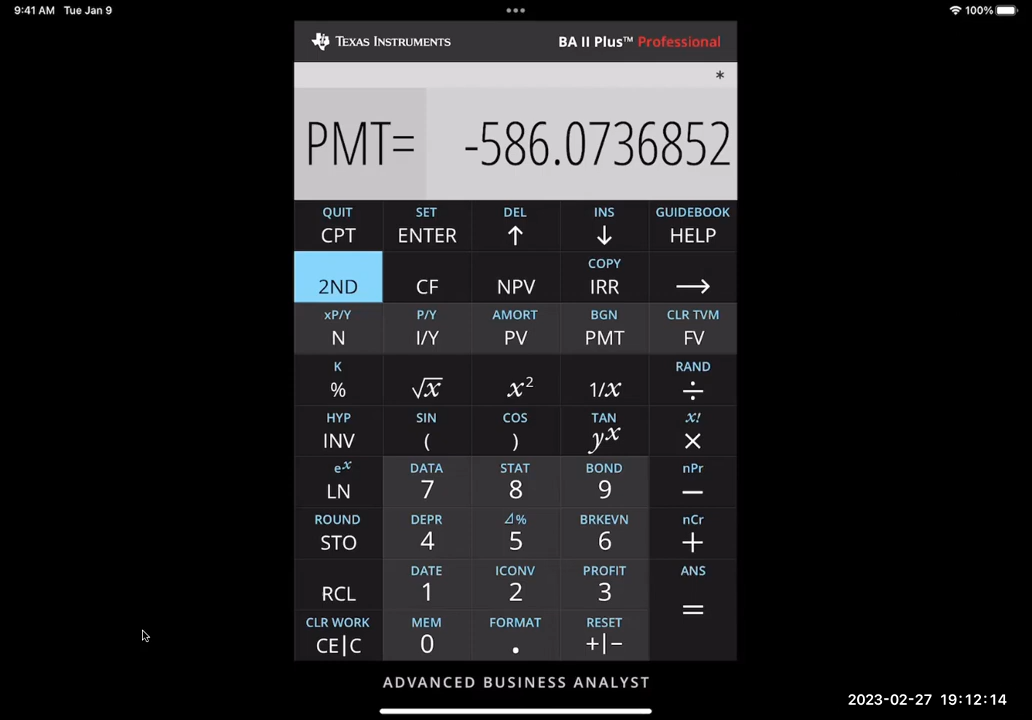 9:41 AM Tue Jan 9 100%
TEXAS INSTRUMENTS BA II Plus™ Professional
*
PMT= -586.0736852
QUIT SET DEL INS GUIDEBOOK
CPT ENTER ↑ ↓ HELP
COPY
2ND CF NPV IRR →
xP/Y P/Y AMORT BGN CLR TVM
N I/Y PV PMT FV
K RAND
% √x x² 1/x ÷
HYP SIN COS TAN x!
INV ( ) yˣ ×
eˣ DATA STAT BOND nPr
LN 7 8 9 −
ROUND DEPR ⊿% BRKEVN nCr
STO 4 5 6 +
DATE ICONV PROFIT ANS
RCL 1 2 3 =
CLR WORK MEM FORMAT RESET
CE|C 0 . +|−
ADVANCED BUSINESS ANALYST
2023-02-27 19:12:14